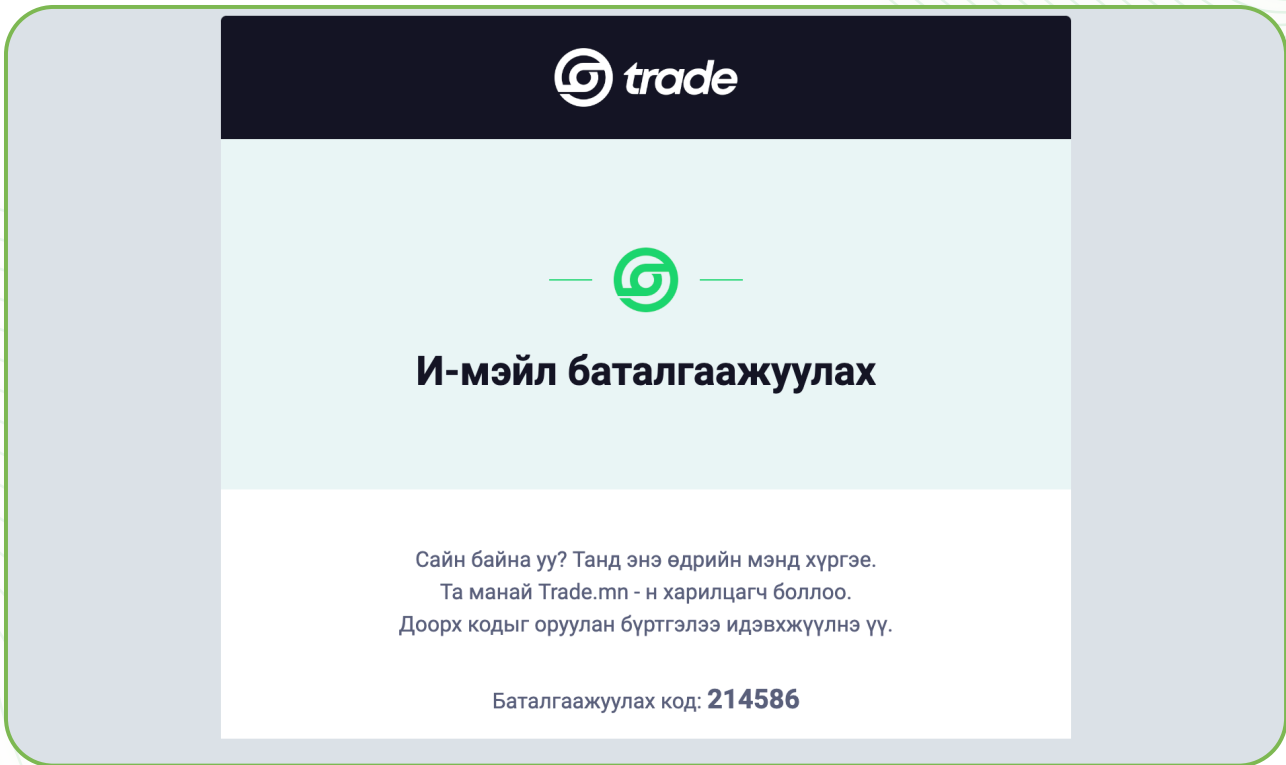 trade
И-мэйл баталгаажуулах
Сайн байна уу? Танд энэ өдрийн мэнд хүргэе.
Та манай Trade.mn - н харилцагч боллоо.
Доорх кодыг оруулан бүртгэлээ идэвхжүүлнэ үү.
Баталгаажуулах код: 214586